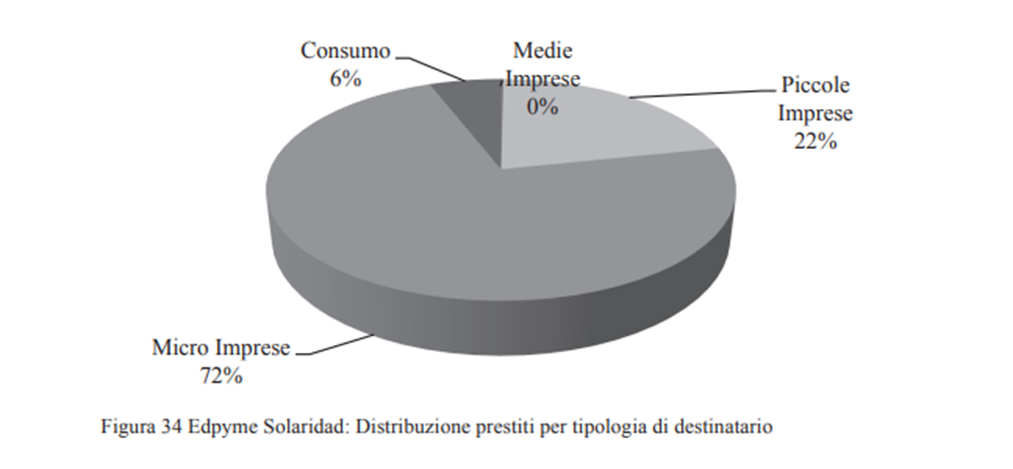 Consumo
6%
Medie
Imprese
0%
Piccole
Imprese
22%
Micro Imprese
72%
Figura 34 Edpyme Solaridad: Distribuzione prestiti per tipologia di destinatario